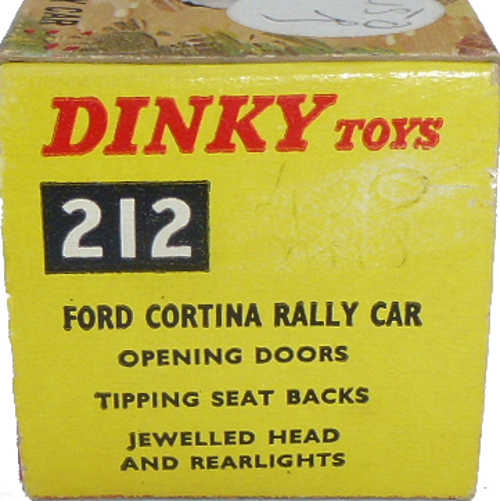 DINKY TOYS
212
FORD CORTINA RALLY CAR
OPENING DOORS
TIPPING SEAT BACKS
JEWELLED HEAD
AND REARLIGHTS